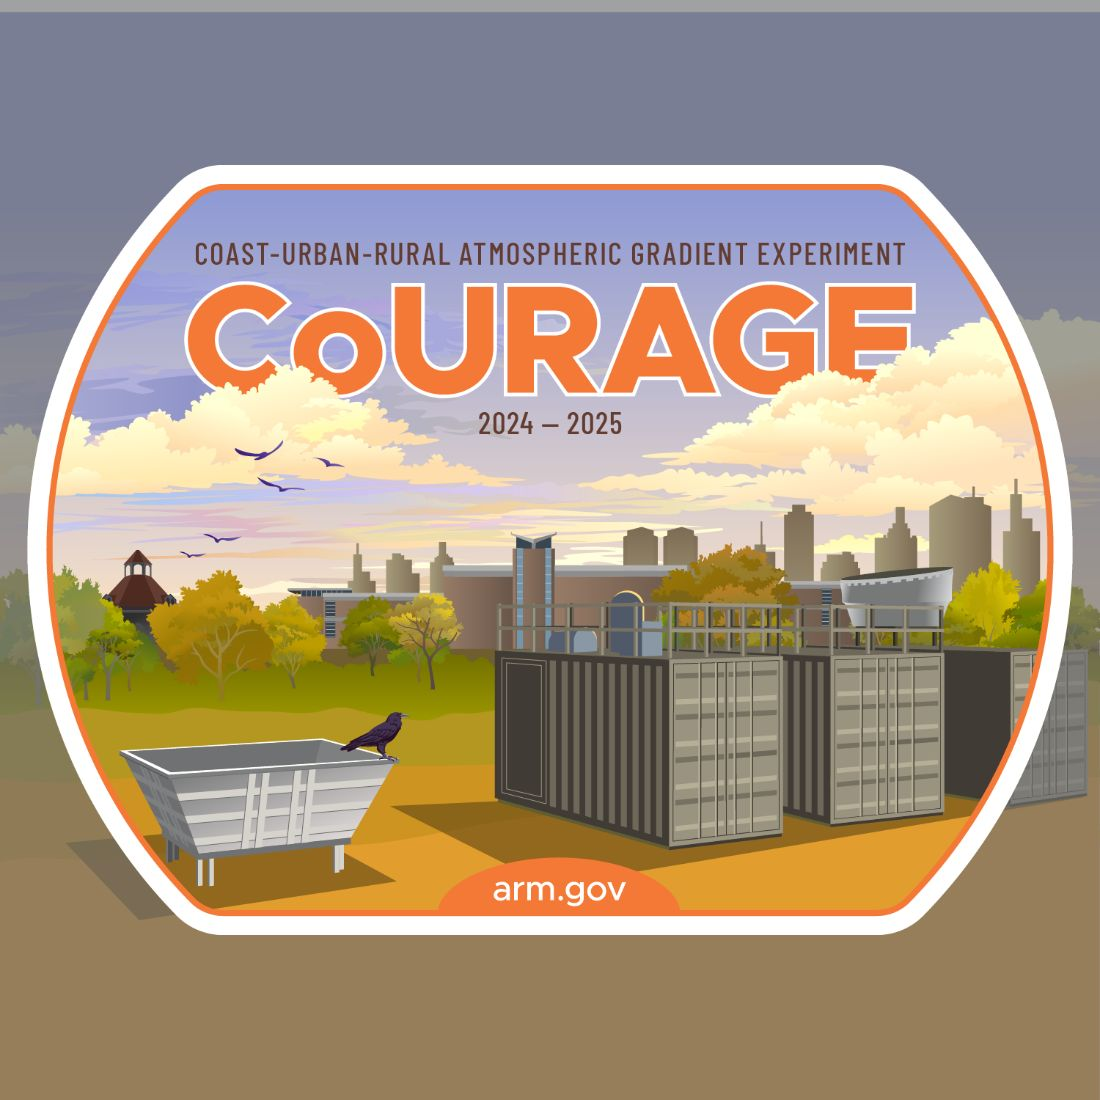 COAST-URBAN-RURAL ATMOSPHERIC GRADIENT EXPERIMENT
CoURAGE
2024 – 2025
arm.gov